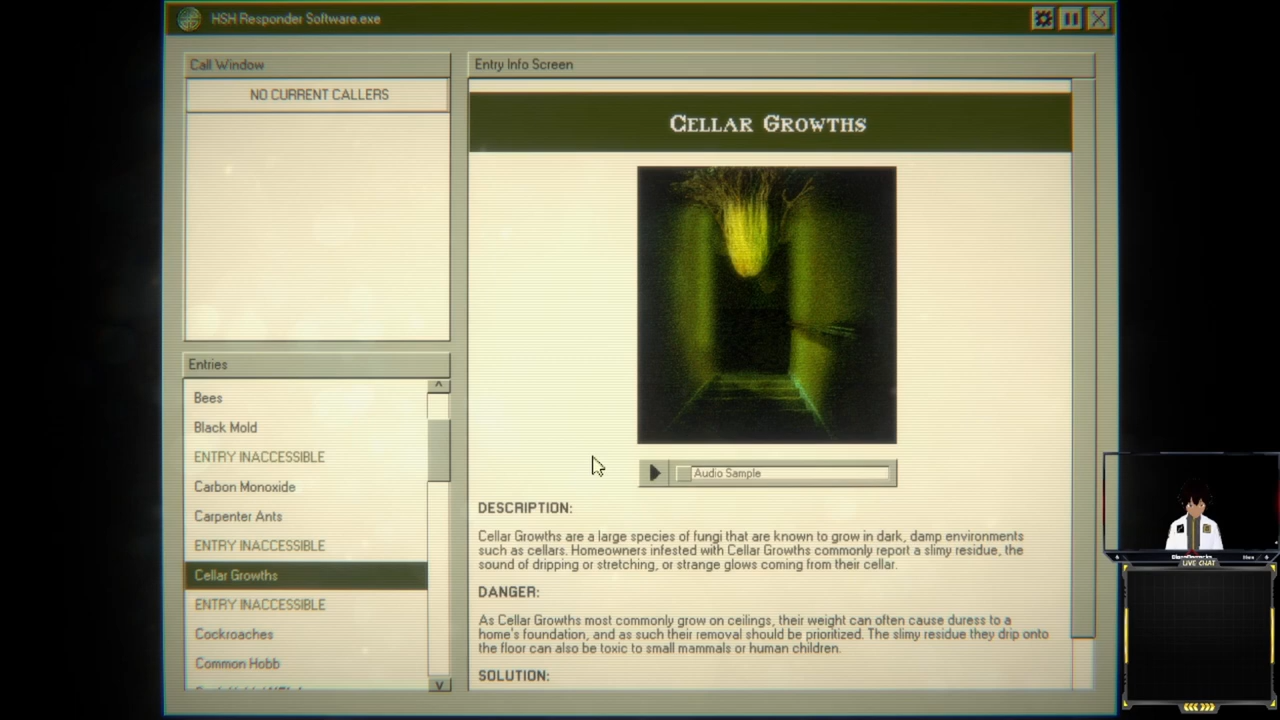 HSH Responder Software.exe
Call Window
NO CURRENT CALLERS
Entries
Bees
Black Mold
ENTRY INACCESSIBLE
Carbon Monoxide
Carpenter Ants
ENTRY INACCESSIBLE
Cellar Growths
ENTRY INACCESSIBLE
Cockroaches
Common Hobb
Entry Info Screen
Cellar Growths
Audio Sample
DESCRIPTION:
Cellar Growths are a large species of fungi that are known to grow in dark, damp environments
such as cellars. Homeowners infested with Cellar Growths commonly report a slimy residue, the
sound of dripping or stretching, or strange glows coming from their cellar.
DANGER:
As Cellar Growths most commonly grow on ceilings, their weight can often cause duress to a
home's foundation, and as such their removal should be prioritized. The slimy residue they drip onto
the floor can also be toxic to small mammals or human children.
SOLUTION:
LIVE CHAT